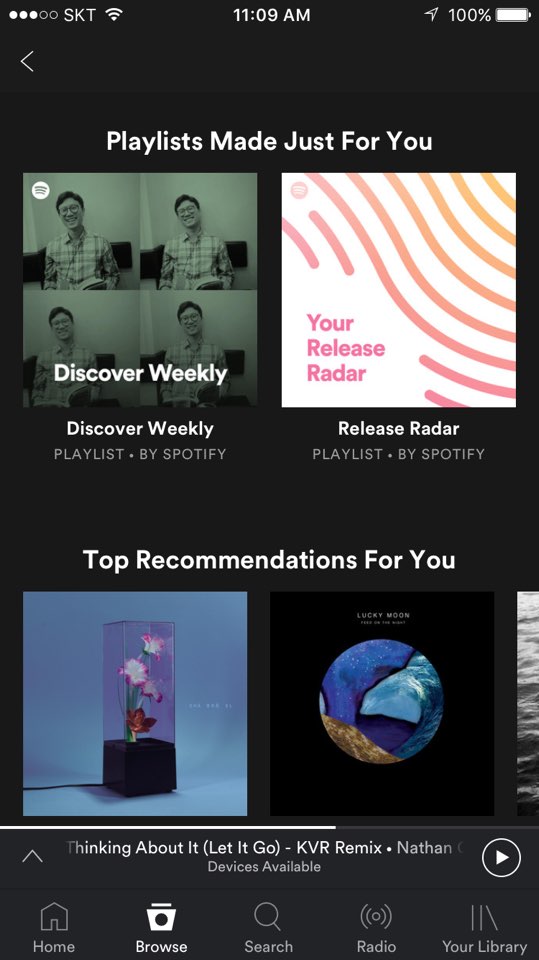 SKT 11:09 AM 100%
Playlists Made Just For You
Discover Weekly
Your
Release
Radar
Discover Weekly
PLAYLIST • BY SPOTIFY
Release Radar
PLAYLIST • BY SPOTIFY
Top Recommendations For You
LUCKY MOON
FEED ON THE NIGHT
Thinking About It (Let It Go) - KVR Remix • Nathan
Devices Available
Home
Browse
Search
Radio
Your Library